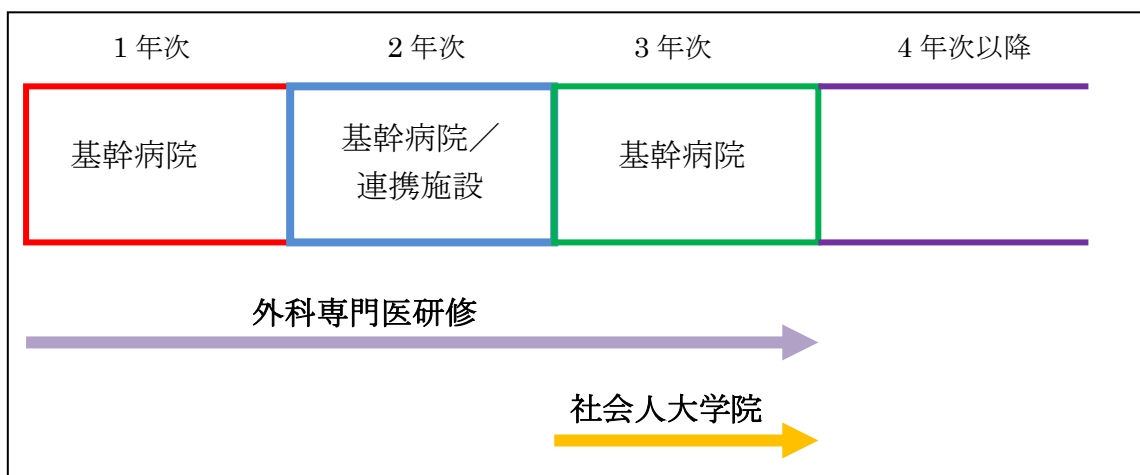 1 年次
2 年次
3 年次
4 年次以降
基幹病院
基幹病院／
連携施設
基幹病院
外科専門医研修
社会人大学院